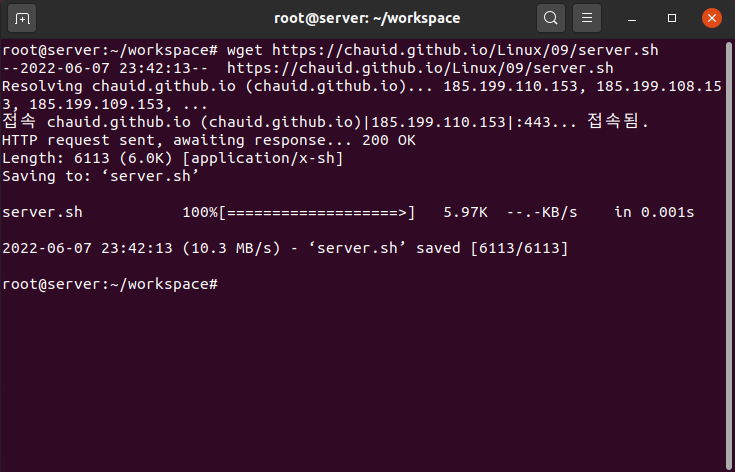 root@server: ~/workspace
root@server:~/workspace# wget https://chauid.github.io/Linux/09/server.sh
--2022-06-07 23:42:13--  https://chauid.github.io/Linux/09/server.sh
Resolving chauid.github.io (chauid.github.io)... 185.199.110.153, 185.199.108.15
3, 185.199.109.153, ...
접속 chauid.github.io (chauid.github.io)|185.199.110.153|:443... 접속됨.
HTTP request sent, awaiting response... 200 OK
Length: 6113 (6.0K) [application/x-sh]
Saving to: ‘server.sh’
server.sh           100%[===================>]   5.97K  --.-KB/s    in 0.001s
2022-06-07 23:42:13 (10.3 MB/s) - ‘server.sh’ saved [6113/6113]
root@server:~/workspace#